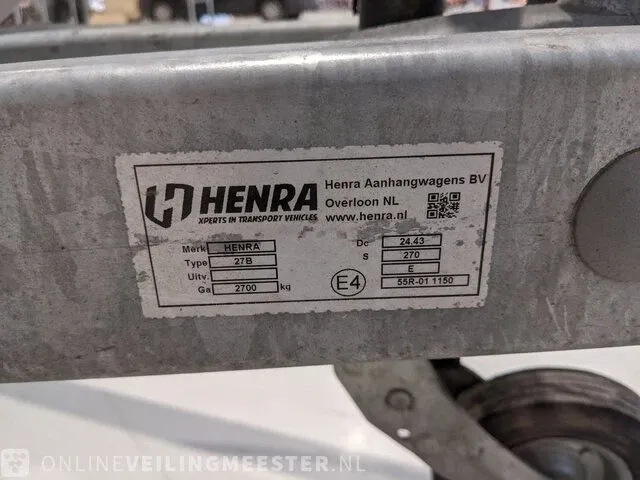 HENRA
XPERTS IN TRANSPORT VEHICLES
Henra Aanhangwagens BV
Overloon NL
www.henra.nl
Merk HENRA
Type 27B
Uitv.
Ga 2700 kg
Dc 24.43
S 270
E
E4 55R-01 1150
ONLINEVEILINGMEESTER.NL